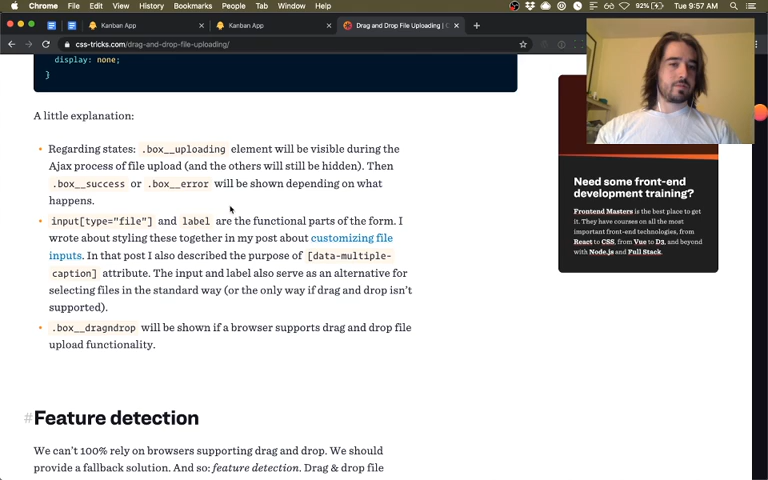 Chrome File Edit View History Bookmarks People Tab Window Help 92% Tue 9:57 AM
Kanban App Kanban App Drag and Drop File Uploading | C
css-tricks.com/drag-and-drop-file-uploading/
display: none;
}
A little explanation:
Regarding states: .box__uploading element will be visible during the
Ajax process of file upload (and the others will still be hidden). Then
.box__success or .box__error will be shown depending on what
happens.
input[type="file"] and label are the functional parts of the form. I
wrote about styling these together in my post about customizing file
inputs. In that post I also described the purpose of [data-multiple-
caption] attribute. The input and label also serve as an alternative for
selecting files in the standard way (or the only way if drag and drop isn't
supported).
.box__dragndrop will be shown if a browser supports drag and drop file
upload functionality.
#Feature detection
We can't 100% rely on browsers supporting drag and drop. We should
provide a fallback solution. And so: feature detection. Drag & drop file
Need some front-end
development training?
Frontend Masters is the best place to get
it. They have courses on all the most
important front-end technologies, from
React to CSS, from Vue to D3, and beyond
with Node.js and Full Stack.